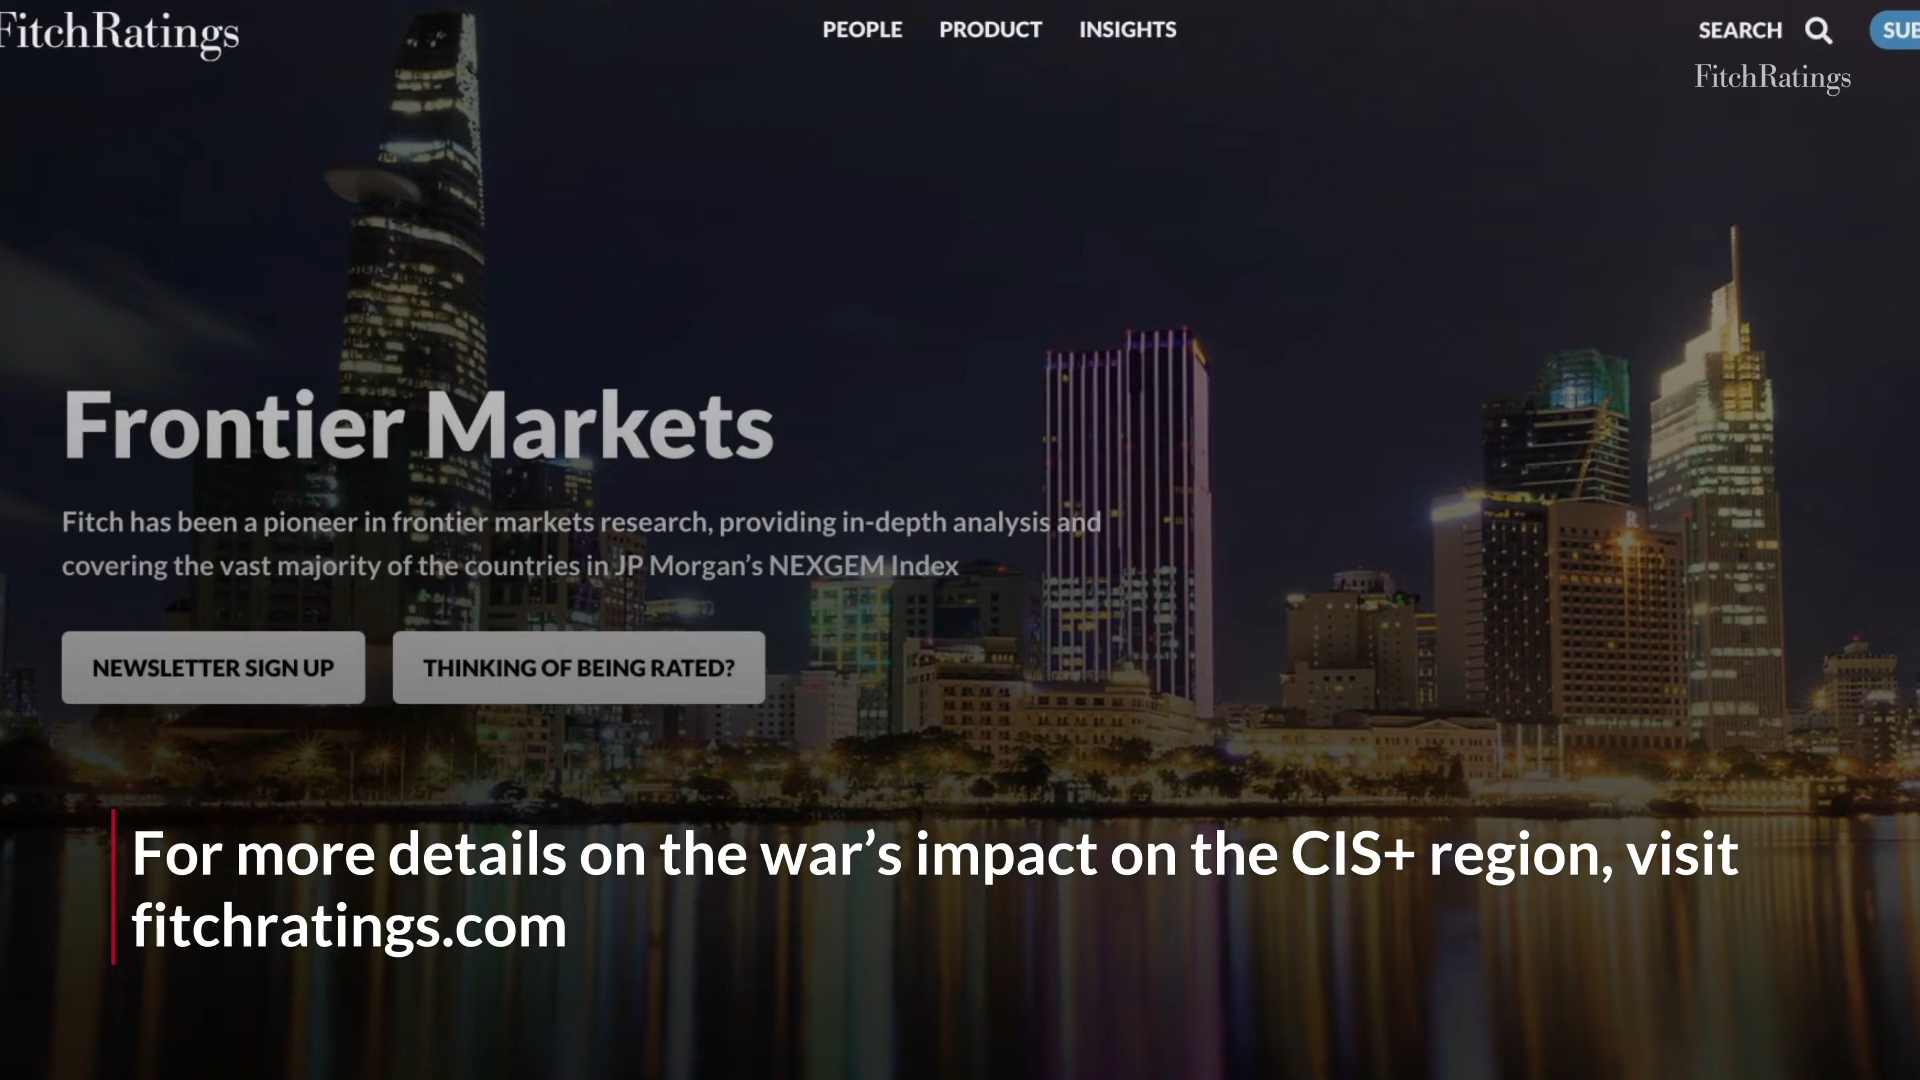 FitchRatings
PEOPLE PRODUCT INSIGHTS
SEARCH
FitchRatings
Frontier Markets
Fitch has been a pioneer in frontier markets research, providing in-depth analysis and
covering the vast majority of the countries in JP Morgan’s NEXGEM Index
NEWSLETTER SIGN UP
THINKING OF BEING RATED?
For more details on the war’s impact on the CIS+ region, visit
fitchratings.com